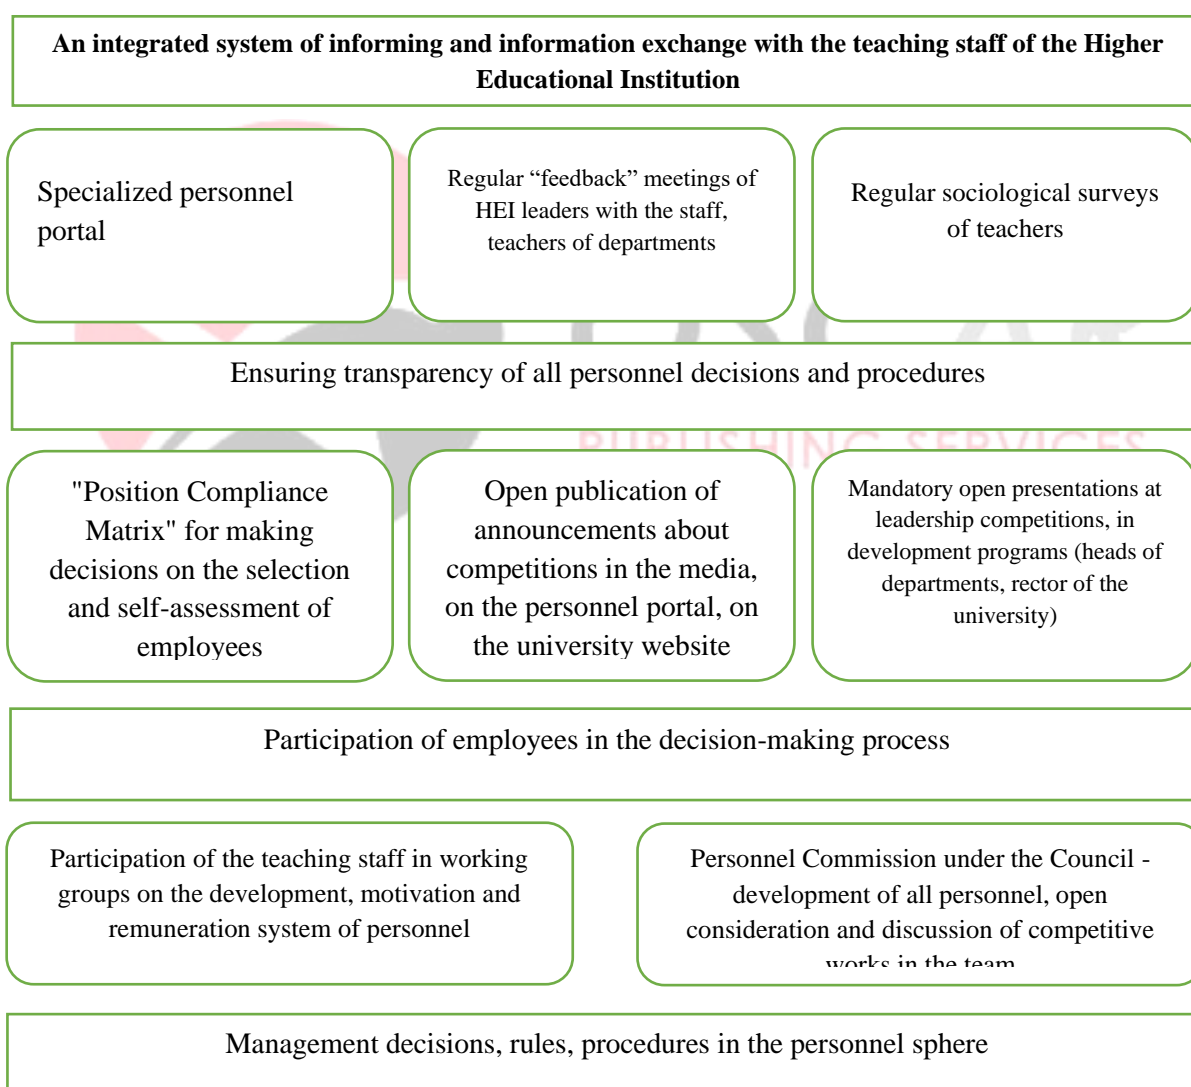 An integrated system of informing and information exchange with the teaching staff of the Higher
Educational Institution
Specialized personnel
portal
Regular “feedback” meetings of
HEI leaders with the staff,
teachers of departments
Regular sociological surveys
of teachers
Ensuring transparency of all personnel decisions and procedures
PUBLISHING SERVICES
"Position Compliance
Matrix" for making
decisions on the selection
and self-assessment of
employees
Open publication of
announcements about
competitions in the media,
on the personnel portal, on
the university website
Mandatory open presentations at
leadership competitions, in
development programs (heads of
departments, rector of the
university)
Participation of employees in the decision-making process
Participation of the teaching staff in working
groups on the development, motivation and
remuneration system of personnel
Personnel Commission under the Council -
development of all personnel, open
consideration and discussion of competitive
works in the team
Management decisions, rules, procedures in the personnel sphere